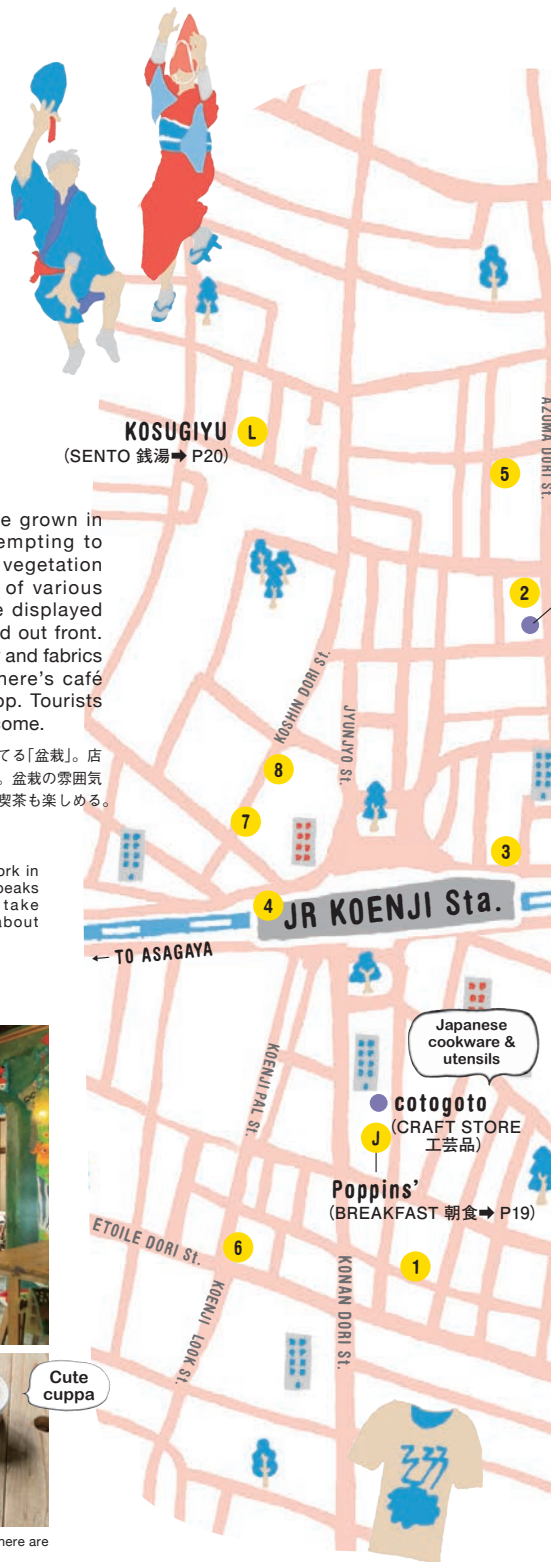 KOSUGIYU L
(SENTO 銭湯➡ P20)
AZUMA DORI St.
5
e grown in
empting to
vegetation
of various
e displayed
d out front.
and fabrics
here's café
op. Tourists
come.
てる「盆栽」。店
。盆栽の雰囲気
喫茶も楽しめる。
ork in
peaks
take
about
2
KOSHIN DORI St.
JYUNJYO St.
8
7
3
4
JR KOENJI Sta.
← TO ASAGAYA
Japanese
cookware &
utensils
KOENJI PAL St.
cotogoto
(CRAFT STORE
工芸品)
J
Poppins'
(BREAKFAST 朝食➡ P19)
ETOILE DORI St.
6
1
KONAN DORI St.
KOENJI LOOK St.
Cute
cuppa
here are